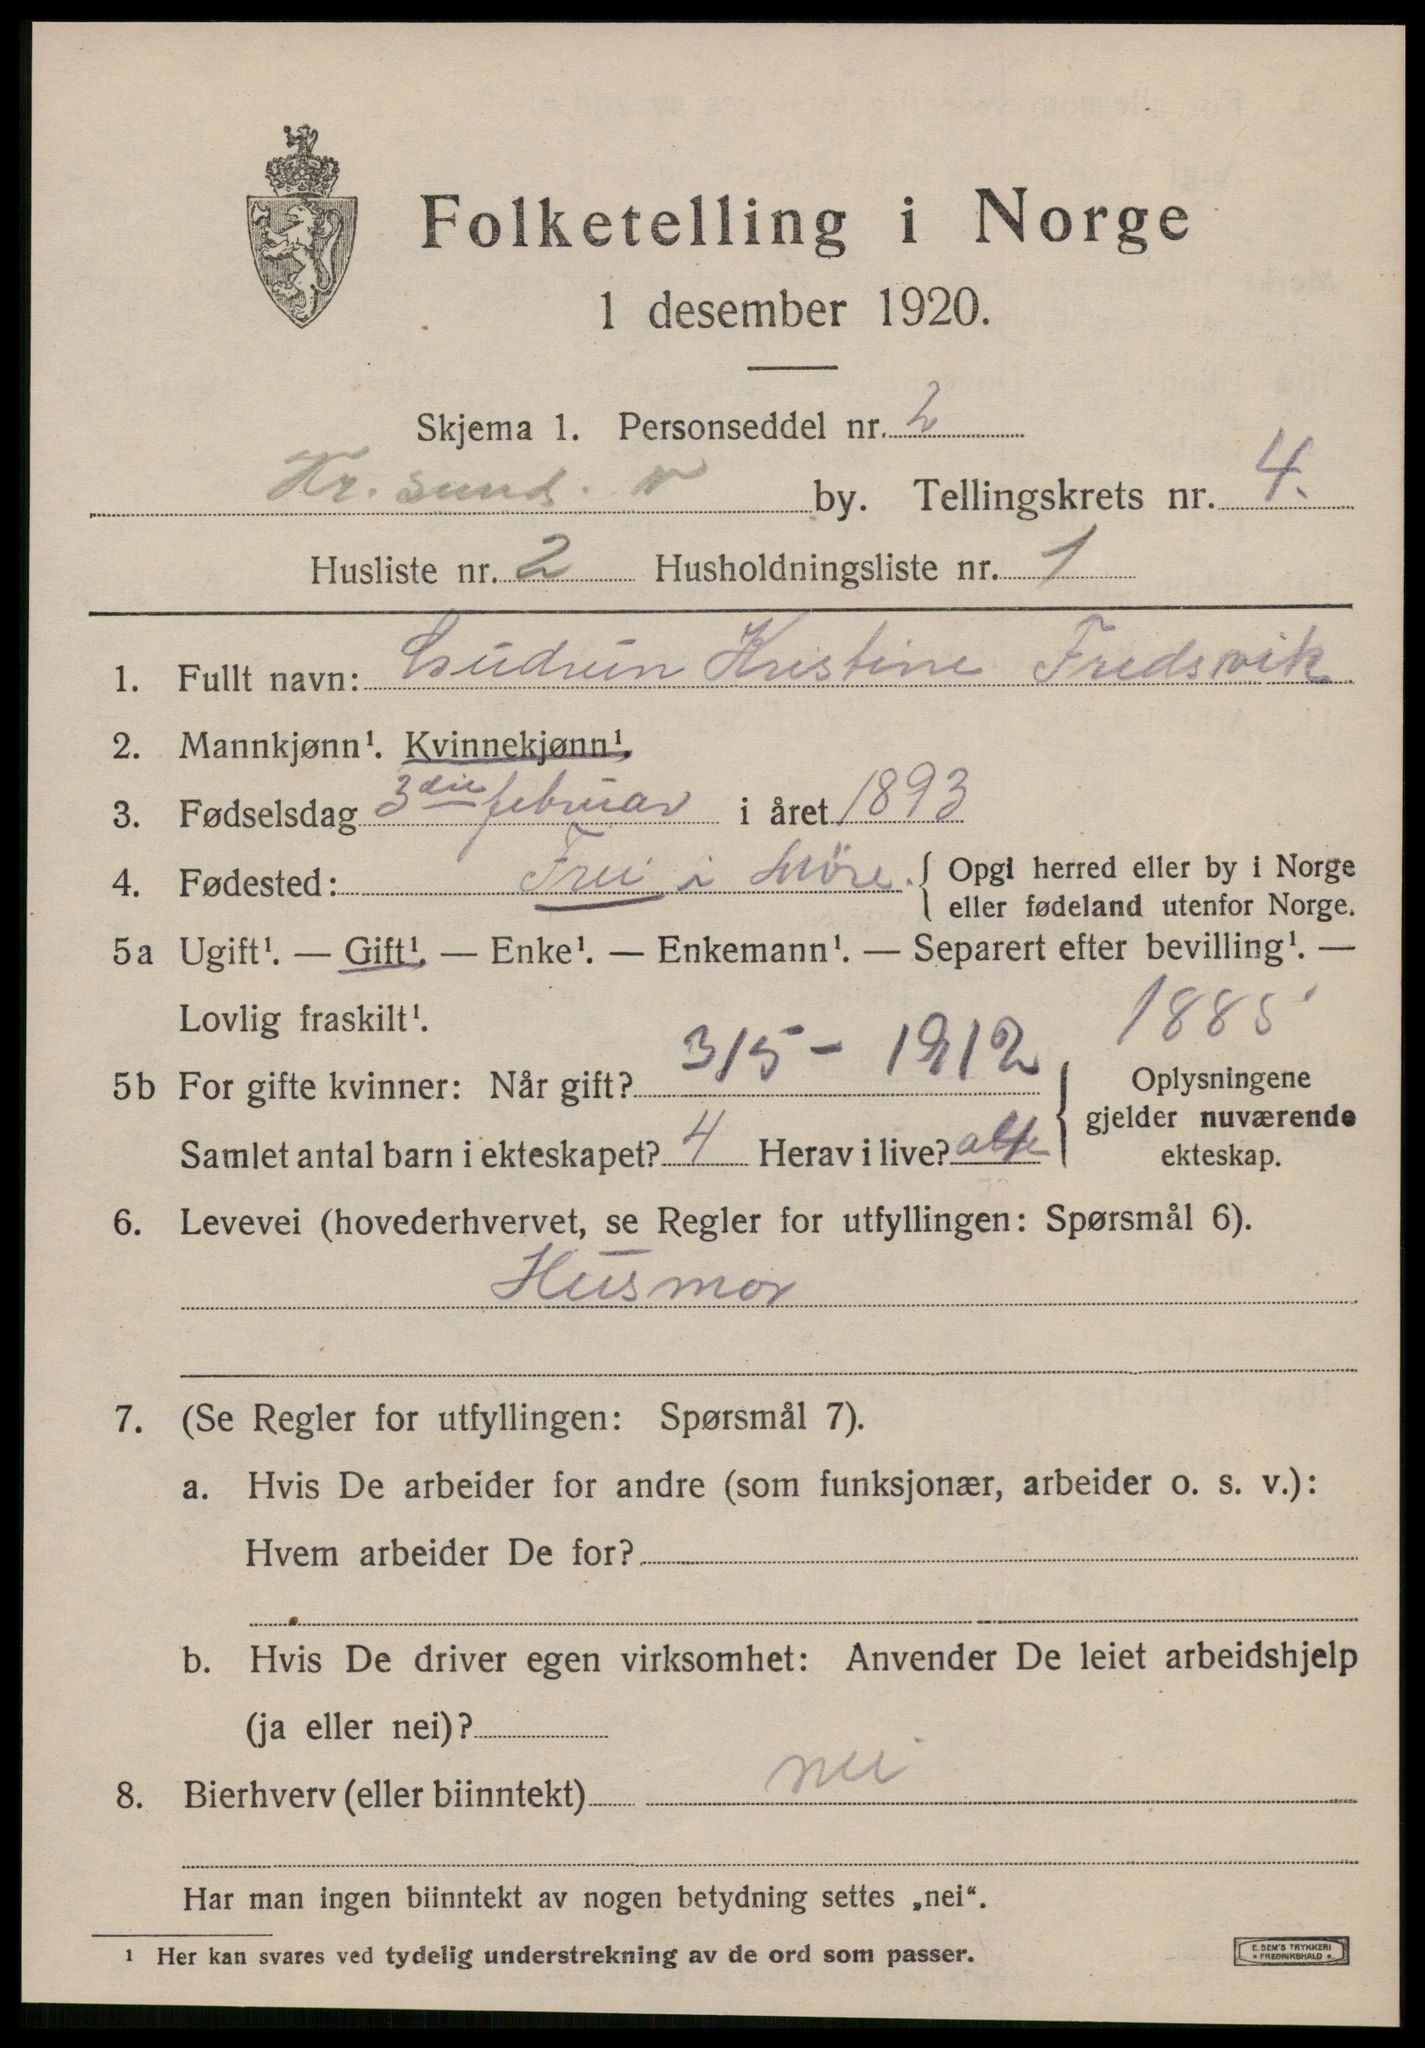 Folketelling i Norge
1 desember 1920.
Skjema 1. Personseddel nr. 2
Kr. sund. N by. Tellingskrets nr. 4.
Husliste nr. 2 Husholdningsliste nr. 1
1. Fullt navn: Gudrun Kristine Fredsvik
2. Mannkjønn¹. Kvinnekjønn¹.
3. Fødselsdag 3die februar i året 1893
4. Fødested: Frei i Møre. { Opgi herred eller by i Norge
eller fødeland utenfor Norge.
5a Ugift¹. — Gift¹. — Enke¹. — Enkemann¹. — Separert efter bevilling¹. —
Lovlig fraskilt¹.
1885
5b For gifte kvinner: Når gift? 3/5 - 1912
Samlet antal barn i ekteskapet? 4 Herav i live? alle
Oplysningene
gjelder nuværende
ekteskap.
6. Levevei (hovederhvervet, se Regler for utfyllingen: Spørsmål 6).
Husmor
7. (Se Regler for utfyllingen: Spørsmål 7).
a. Hvis De arbeider for andre (som funksjonær, arbeider o. s. v.):
Hvem arbeider De for?
b. Hvis De driver egen virksomhet: Anvender De leiet arbeidshjelp
(ja eller nei)?
8. Bierhverv (eller biinntekt) nei
Har man ingen biinntekt av nogen betydning settes „nei“.
¹ Her kan svares ved tydelig understrekning av de ord som passer.
E. SEM'S TRYKKERI
FREDRIKSHALD